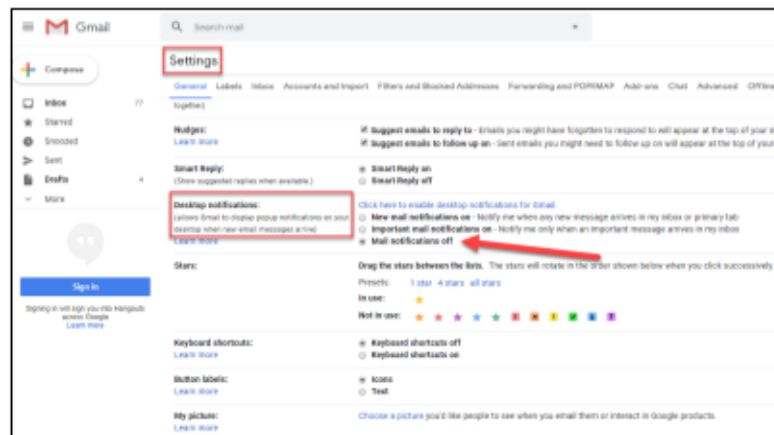 Gmail
Search mail
Compose
Inbox 77
Starred
Snoozed
Sent
Drafts 4
More
Sign in
Signing in will sign you into Hangouts
across Google
Learn more
Settings
General Labels Inbox Accounts and Import Filters and Blocked Addresses Forwarding and POP/IMAP Add-ons Chat Advanced Offline
together)
Nudges:
Learn more
Suggest emails to reply to - Emails you might have forgotten to respond to will appear at the top of your
Suggest emails to follow up on - Sent emails you might need to follow up on will appear at the top of your
Smart Reply:
(Show suggested replies when available.)
Smart Reply on
Smart Reply off
Desktop notifications:
(allows Gmail to display popup notifications on your
desktop when new email messages arrive)
Learn more
Click here to enable desktop notifications for Gmail.
New mail notifications on - Notify me when any new message arrives in my inbox or primary tab
Important mail notifications on - Notify me only when an important message arrives in my inbox
Mail notifications off
Stars:
Drag the stars between the lists. The stars will rotate in the order shown below when you click successively.
Presets: 1 star 4 stars all stars
In use:
Not in use:
Keyboard shortcuts:
Learn more
Keyboard shortcuts off
Keyboard shortcuts on
Button labels:
Learn more
Icons
Text
My picture:
Learn more
Choose a picture you'd like people to see when you email them or interact in Google products.